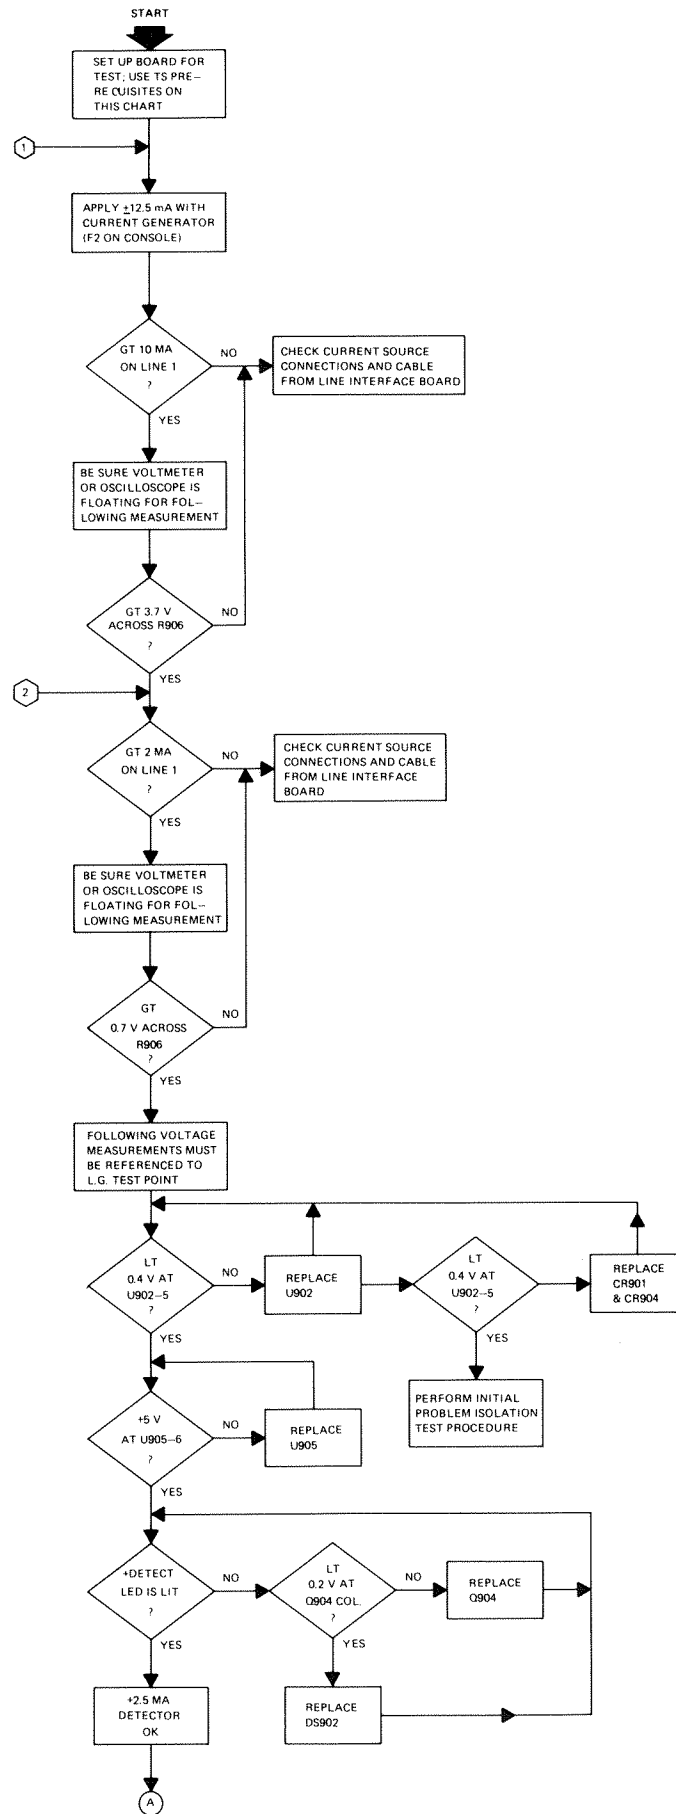 START
SET UP BOARD FOR
TEST; USE TS PRE–
REQUISITES ON
THIS CHART
1
APPLY ±12.5 mA WITH
CURRENT GENERATOR
(F2 ON CONSOLE)
GT 10 MA
ON LINE 1
?
NO
YES
CHECK CURRENT SOURCE
CONNECTIONS AND CABLE
FROM LINE INTERFACE BOARD
BE SURE VOLTMETER
OR OSCILLOSCOPE IS
FLOATING FOR FOL–
LOWING MEASUREMENT
GT 3.7 V
ACROSS R906
?
NO
YES
2
GT 2 MA
ON LINE 1
?
NO
YES
CHECK CURRENT SOURCE
CONNECTIONS AND CABLE
FROM LINE INTERFACE
BOARD
BE SURE VOLTMETER
OR OSCILLOSCOPE IS
FLOATING FOR FOL–
LOWING MEASUREMENT
GT
0.7 V ACROSS
R906
?
NO
YES
FOLLOWING VOLTAGE
MEASUREMENTS MUST
BE REFERENCED TO
L.G. TEST POINT
LT
0.4 V AT
U902–5
?
NO
YES
REPLACE
U902
LT
0.4 V AT
U902–5
?
YES
REPLACE
CR901
& CR904
PERFORM INITIAL
PROBLEM ISOLATION
TEST PROCEDURE
+5 V
AT U905–6
?
NO
YES
REPLACE
U905
+DETECT
LED IS LIT
?
NO
YES
LT
0.2 V AT
Q904 COL.
?
NO
YES
REPLACE
Q904
REPLACE
DS902
+2.5 MA
DETECTOR
OK
A